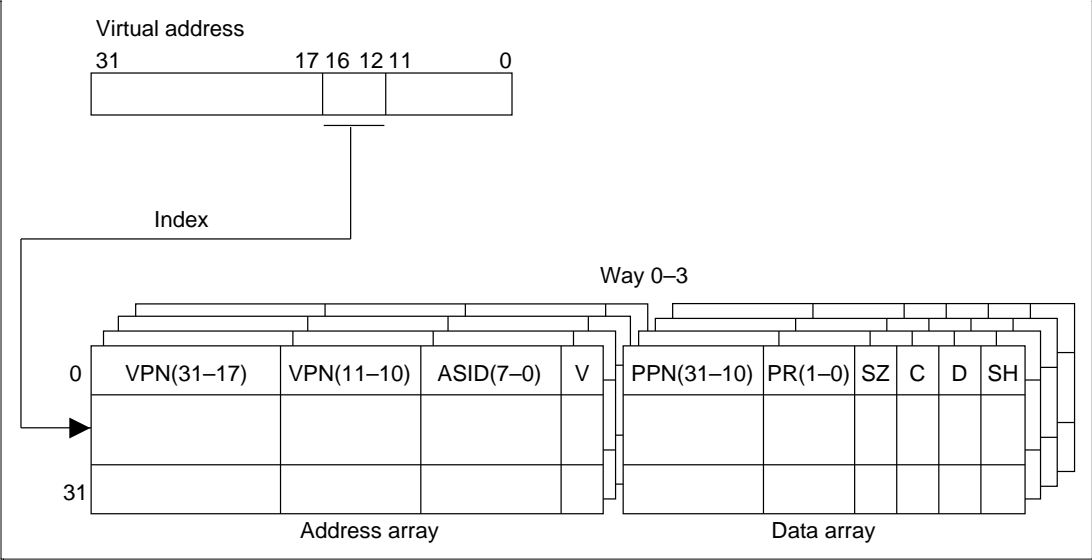 Virtual address
31 17 16 12 11 0
Index
Way 0–3
0 VPN(31–17) VPN(11–10) ASID(7–0) V PPN(31–10) PR(1–0) SZ C D SH
31
Address array Data array